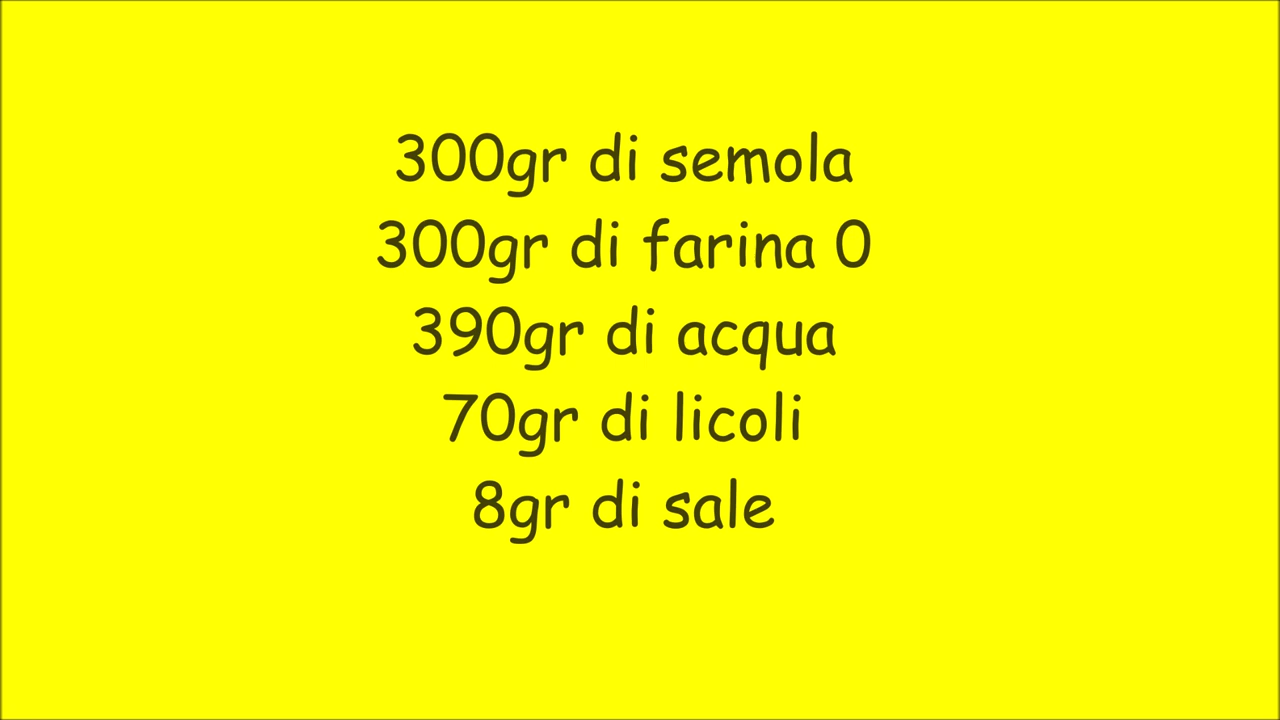 300gr di semola
300gr di farina 0
390gr di acqua
70gr di licoli
8gr di sale